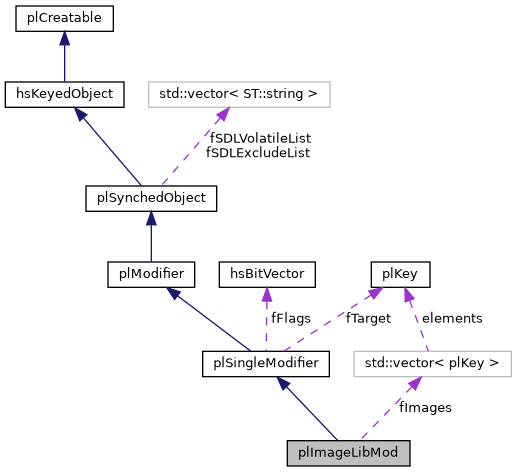 plCreatable
hsKeyedObject
std::vector< ST::string >
fSDLVolatileList
fSDLExcludeList
plSynchedObject
plModifier
hsBitVector
plKey
fFlags
fTarget
elements
plSingleModifier
std::vector< plKey >
fImages
plImageLibMod